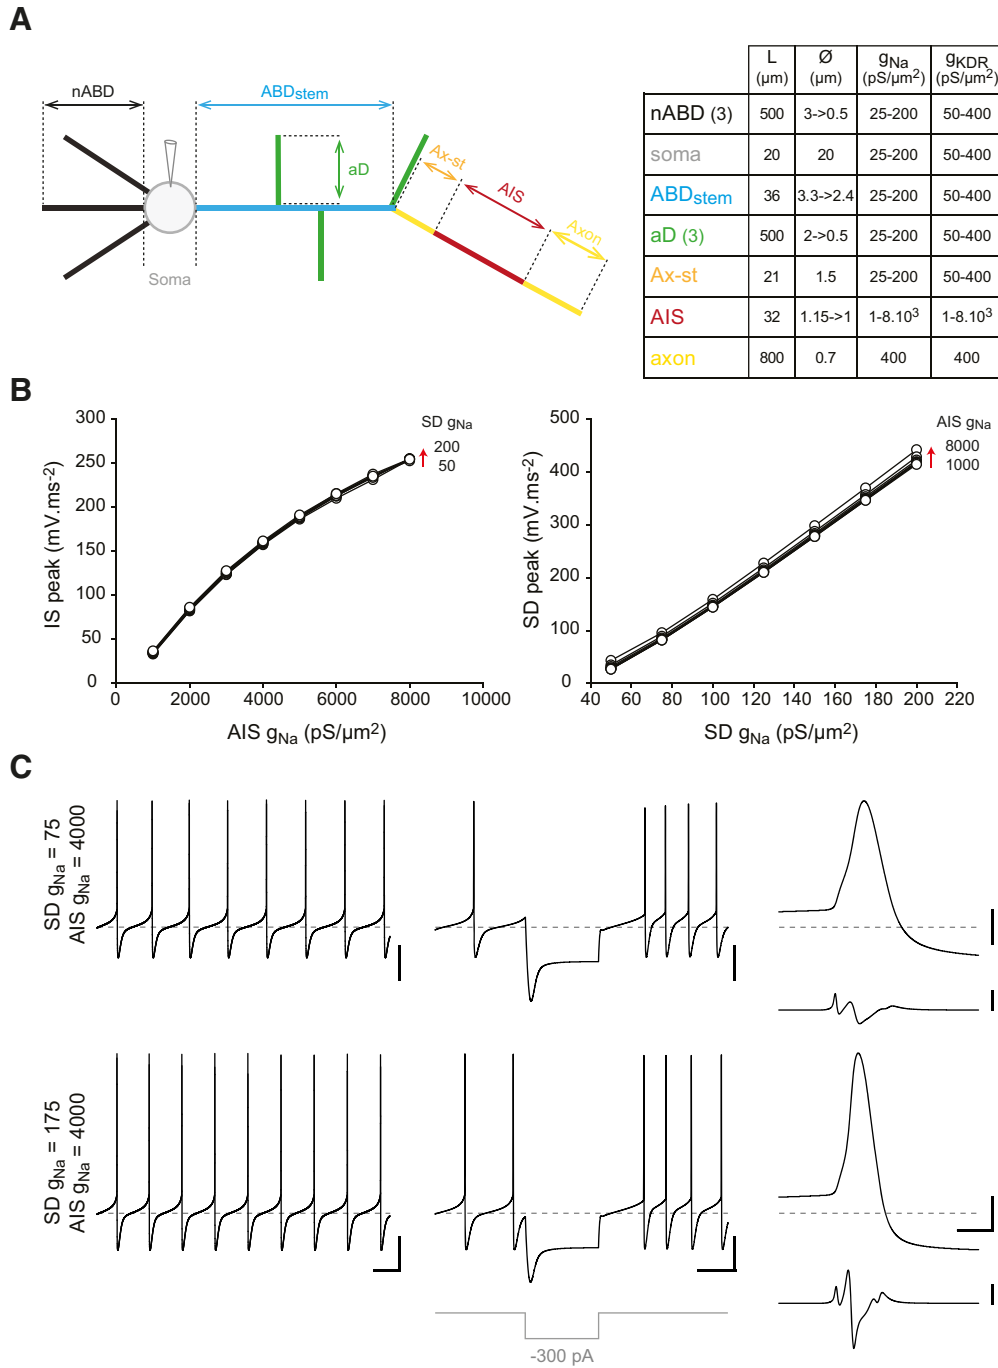 A
nABD
ABDstem
aD
Ax-st
AIS
Axon
Soma
L (µm) Ø (µm) gNa (pS/µm²) gKDR (pS/µm²)
nABD (3) 500 3->0.5 25-200 50-400
soma 20 20 25-200 50-400
ABDstem 36 3.3->2.4 25-200 50-400
aD (3) 500 2->0.5 25-200 50-400
Ax-st 21 1.5 25-200 50-400
AIS 32 1.15->1 1-8.10³ 1-8.10³
axon 800 0.7 400 400
B
IS peak (mV.ms⁻²)
300
250
200
150
100
50
0
0 2000 4000 6000 8000 10000
AIS gNa (pS/µm²)
SD gNa
200
50
SD peak (mV.ms⁻²)
500
400
300
200
100
0
40 60 80 100 120 140 160 180 200 220
SD gNa (pS/µm²)
AIS gNa
8000
1000
C
SD gNa = 75
AIS gNa = 4000
SD gNa = 175
AIS gNa = 4000
-300 pA